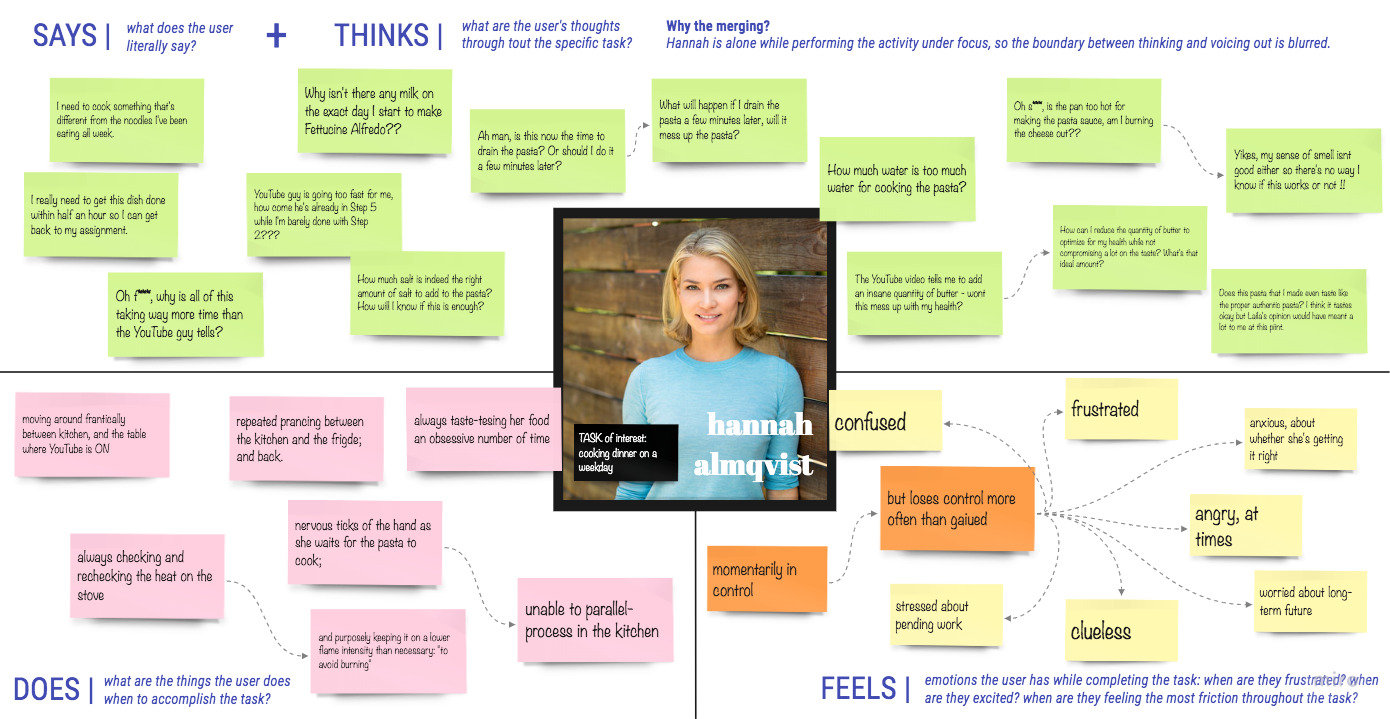 SAYS |
what does the user
literally say?
+
THINKS |
what are the user's thoughts
through tout the specific task?
Why the merging?
Hannah is alone while performing the activity under focus, so the boundary between thinking and voicing out is blurred.
I need to cook something that's
different from the noodles I've been
eating all week.
Why isn't there any milk on
the exact day I start to make
Fettucine Alfredo??
Ah man, is this now the time to
drain the pasta? Or should I do it
a few minutes later?
What will happen if I drain the
pasta a few minutes later, will it
mess up the pasta?
How much water is too much
water for cooking the pasta?
Oh s***, is the pan too hot for
making the pasta sauce, am I burning
the cheese out??
Yikes, my sense of smell isnt
good either so there's no way I
know if this works or not !!
I really need to get this dish done
within half an hour so I can get
back to my assignment.
YouTube guy is going too fast for me,
how come he's already in Step 5
while I'm barely done with Step
2???
How much salt is indeed the right
amount of salt to add to the pasta?
How will I know if this is enough?
Oh f****, why is all of this
taking way more time than
the YouTube guy tells?
The YouTube video tells me to add
an insane quantity of butter - wont
this mess up with my health?
How can I reduce the quantity of butter to
optimize for my health while not
compromising a lot on the taste? What's that
ideal amount?
Does this pasta that I made even taste like
the proper authentic pasta? I think it tastes
okay but Laila's opinion would have meant a
lot to me at this piint.
TASK of interest:
cooking dinner on a
weekday
hannah
almqvist
moving around frantically
between kitchen, and the table
where YouTube is ON
repeated prancing between
the kitchen and the frigde;
and back.
always taste-tesing her food
an obsessive number of time
nervous ticks of the hand as
she waits for the pasta to
cook;
always checking and
rechecking the heat on the
stove
and purposely keeping it on a lower
flame intensity than necessary: "to
avoid burning"
unable to parallel-
process in the kitchen
DOES |
what are the things the user does
when to accomplish the task?
confused
frustrated
anxious, about
whether she's getting
it right
but loses control more
often than gaiued
angry, at
times
momentarily in
control
stressed about
pending work
clueless
worried about long-
term future
FEELS |
emotions the user has while completing the task: when are they frustrated? when
are they excited? when are they feeling the most friction throughout the task?
miro